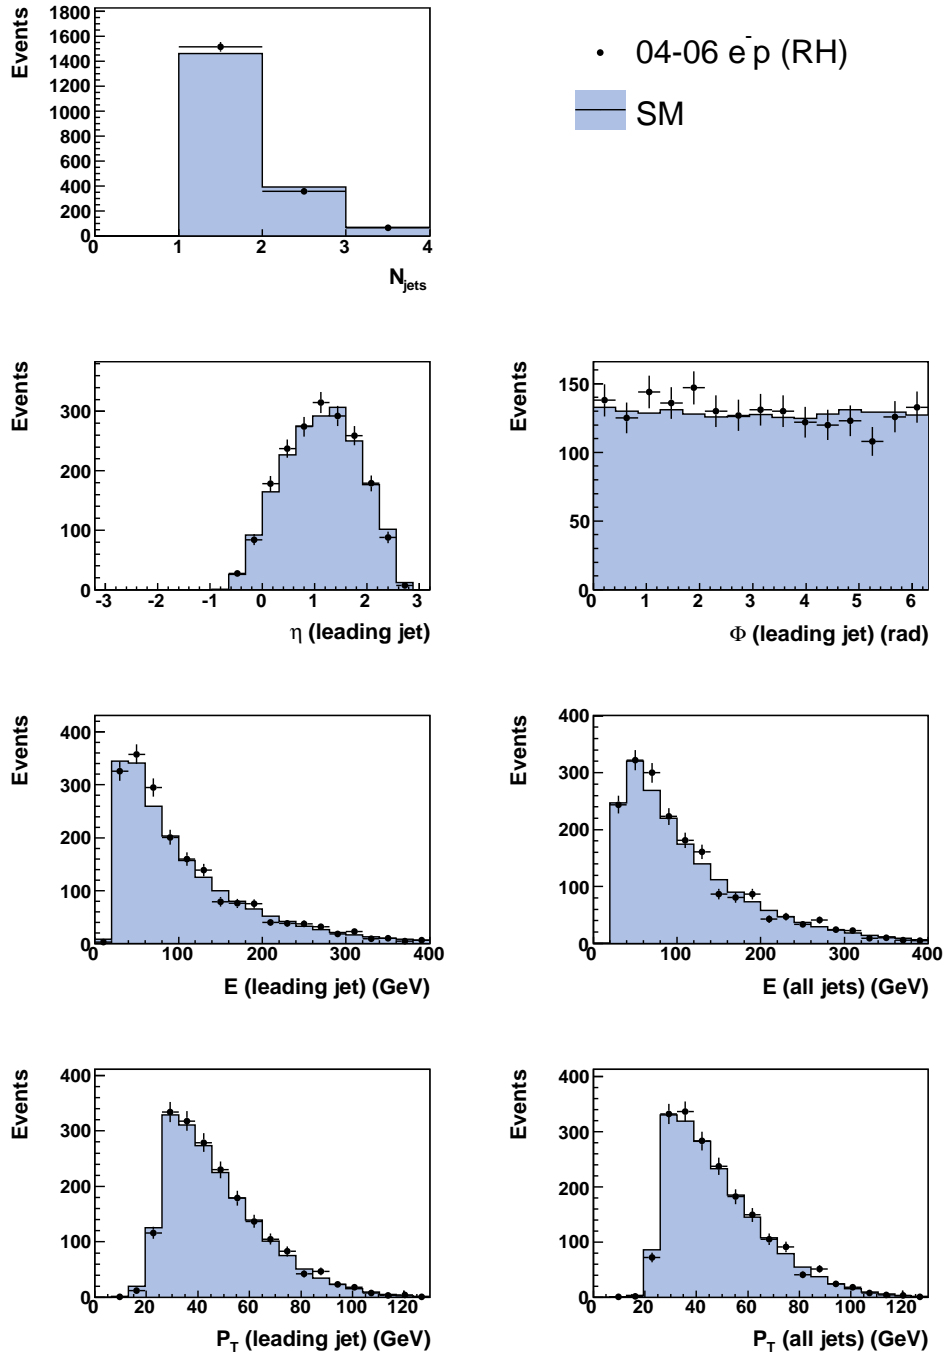 Events
1800
1600
1400
1200
1000
800
600
400
200
0
0 1 2 3 4
N_jets
04-06 e⁻p (RH)
SM
Events
300
200
100
0
-3 -2 -1 0 1 2 3
η (leading jet)
Events
150
100
50
0
0 1 2 3 4 5 6
Φ (leading jet) (rad)
Events
400
300
200
100
0
0 100 200 300 400
E (leading jet) (GeV)
Events
400
300
200
100
0
0 100 200 300 400
E (all jets) (GeV)
Events
400
300
200
100
0
0 20 40 60 80 100 120
P_T (leading jet) (GeV)
Events
400
300
200
100
0
0 20 40 60 80 100 120
P_T (all jets) (GeV)